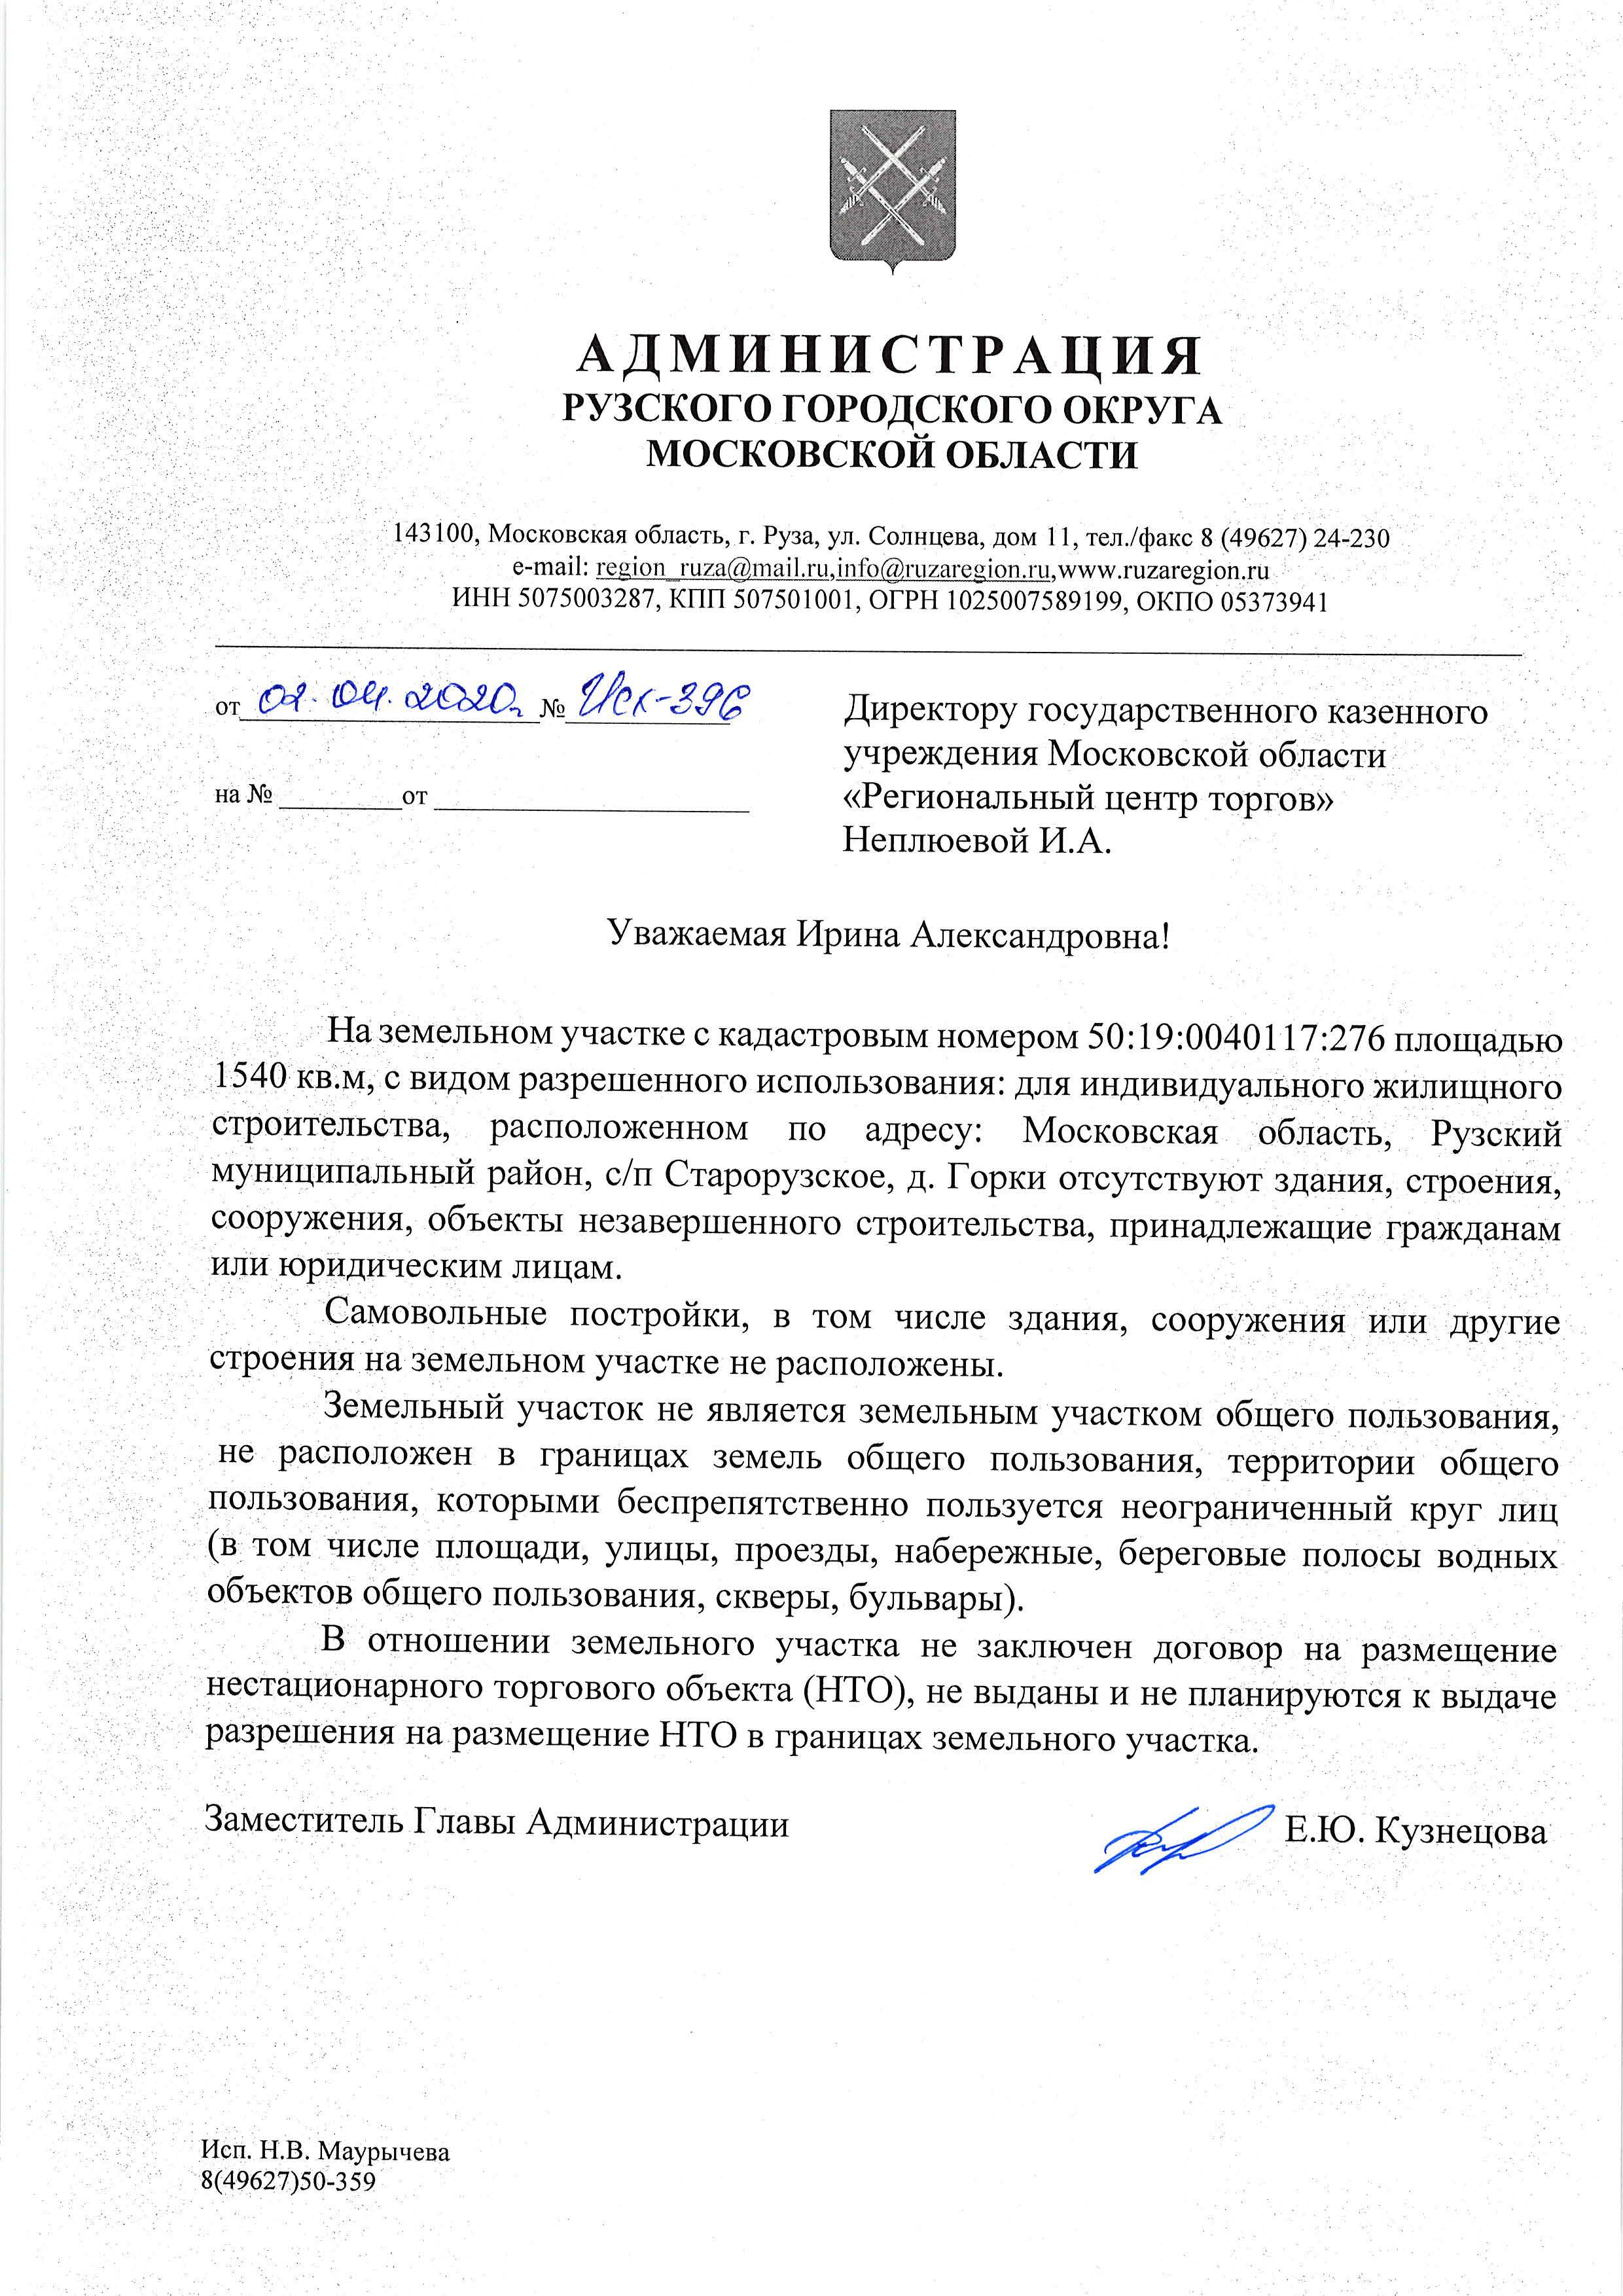 АДМИНИСТРАЦИЯ
РУЗСКОГО ГОРОДСКОГО ОКРУГА
МОСКОВСКОЙ ОБЛАСТИ
143100, Московская область, г. Руза, ул. Солнцева, дом 11, тел./факс 8 (49627) 24-230
e-mail: region_ruza@mail.ru,info@ruzaregion.ru,www.ruzaregion.ru
ИНН 5075003287, КПП 507501001, ОГРН 1025007589199, ОКПО 05373941
от 02.04.2020г. № Исх-396
на № _________ от _______________________
Директору государственного казенного
учреждения Московской области
«Региональный центр торгов»
Неплюевой И.А.
Уважаемая Ирина Александровна!
На земельном участке с кадастровым номером 50:19:0040117:276 площадью
1540 кв.м, с видом разрешенного использования: для индивидуального жилищного
строительства, расположенном по адресу: Московская область, Рузский
муниципальный район, с/п Старорузское, д. Горки отсутствуют здания, строения,
сооружения, объекты незавершенного строительства, принадлежащие гражданам
или юридическим лицам.
Самовольные постройки, в том числе здания, сооружения или другие
строения на земельном участке не расположены.
Земельный участок не является земельным участком общего пользования,
не расположен в границах земель общего пользования, территории общего
пользования, которыми беспрепятственно пользуется неограниченный круг лиц
(в том числе площади, улицы, проезды, набережные, береговые полосы водных
объектов общего пользования, скверы, бульвары).
В отношении земельного участка не заключен договор на размещение
нестационарного торгового объекта (НТО), не выданы и не планируются к выдаче
разрешения на размещение НТО в границах земельного участка.
Заместитель Главы Администрации Е.Ю. Кузнецова
Исп. Н.В. Маурычева
8(49627)50-359